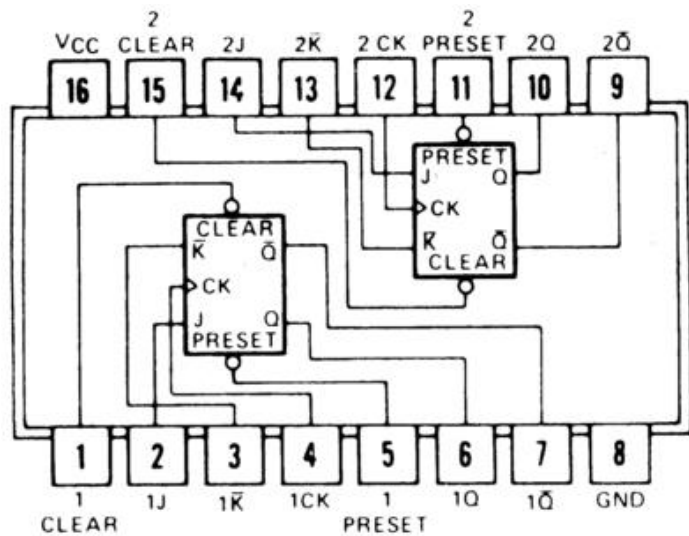 2 2
VCC CLEAR 2J 2K̄ 2CK PRESET 2Q 2Q̄
16 15 14 13 12 11 10 9
PRESET
J Q
CK
K̄ Q̄
CLEAR
CLEAR
K̄ Q̄
CK
J Q
PRESET
1 2 3 4 5 6 7 8
1 1J 1K̄ 1CK 1 1Q 1Q̄ GND
CLEAR PRESET